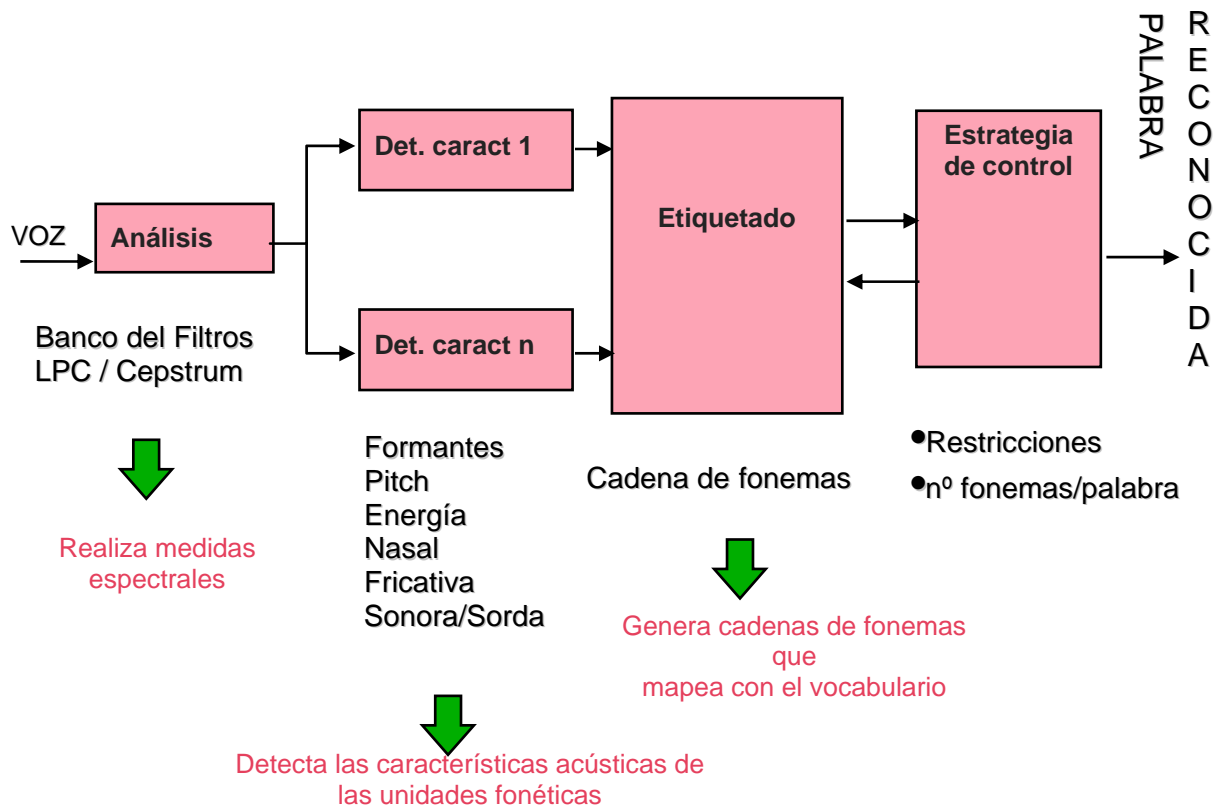 PALABRA
RECONOCIDA
VOZ
Análisis
Det. caract 1
Det. caract n
Etiquetado
Estrategia
de control
Banco del Filtros
LPC / Cepstrum
Realiza medidas
espectrales
Formantes
Pitch
Energía
Nasal
Fricativa
Sonora/Sorda
Detecta las características acústicas de
las unidades fonéticas
Cadena de fonemas
Genera cadenas de fonemas
que
mapea con el vocabulario
•Restricciones
•nº fonemas/palabra